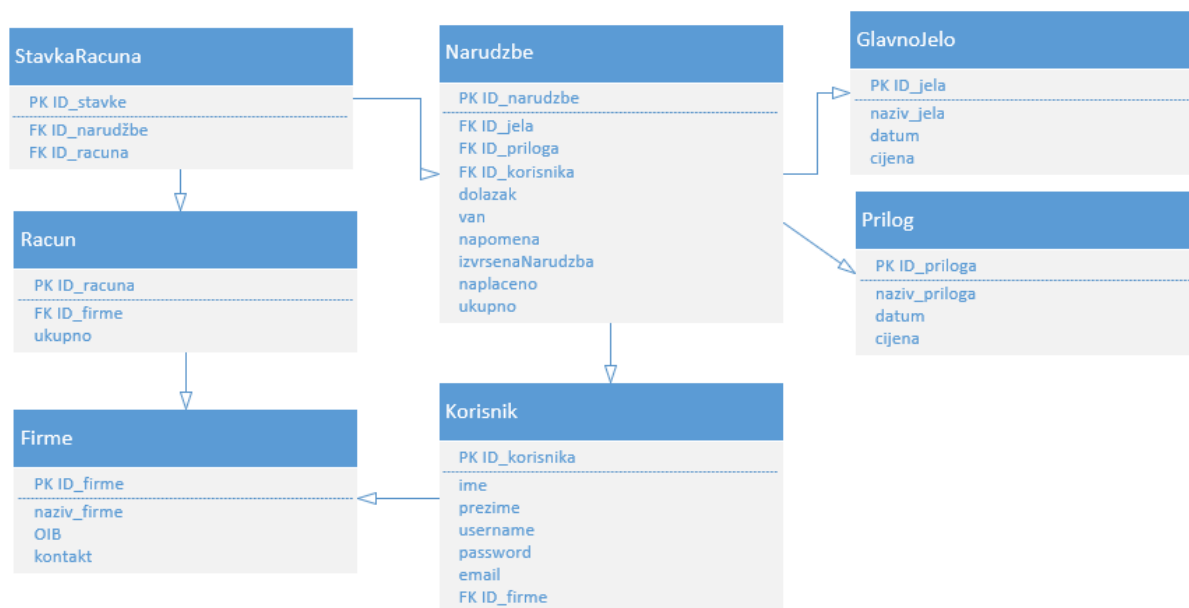 StavkaRacuna
PK ID_stavke
FK ID_narudžbe
FK ID_racuna
Racun
PK ID_racuna
FK ID_firme
ukupno
Firme
PK ID_firme
naziv_firme
OIB
kontakt
Narudzbe
PK ID_narudzbe
FK ID_jela
FK ID_priloga
FK ID_korisnika
dolazak
van
napomena
izvrsenaNarudzba
naplaceno
ukupno
Korisnik
PK ID_korisnika
ime
prezime
username
password
email
FK ID_firme
GlavnoJelo
PK ID_jela
naziv_jela
datum
cijena
Prilog
PK ID_priloga
naziv_priloga
datum
cijena